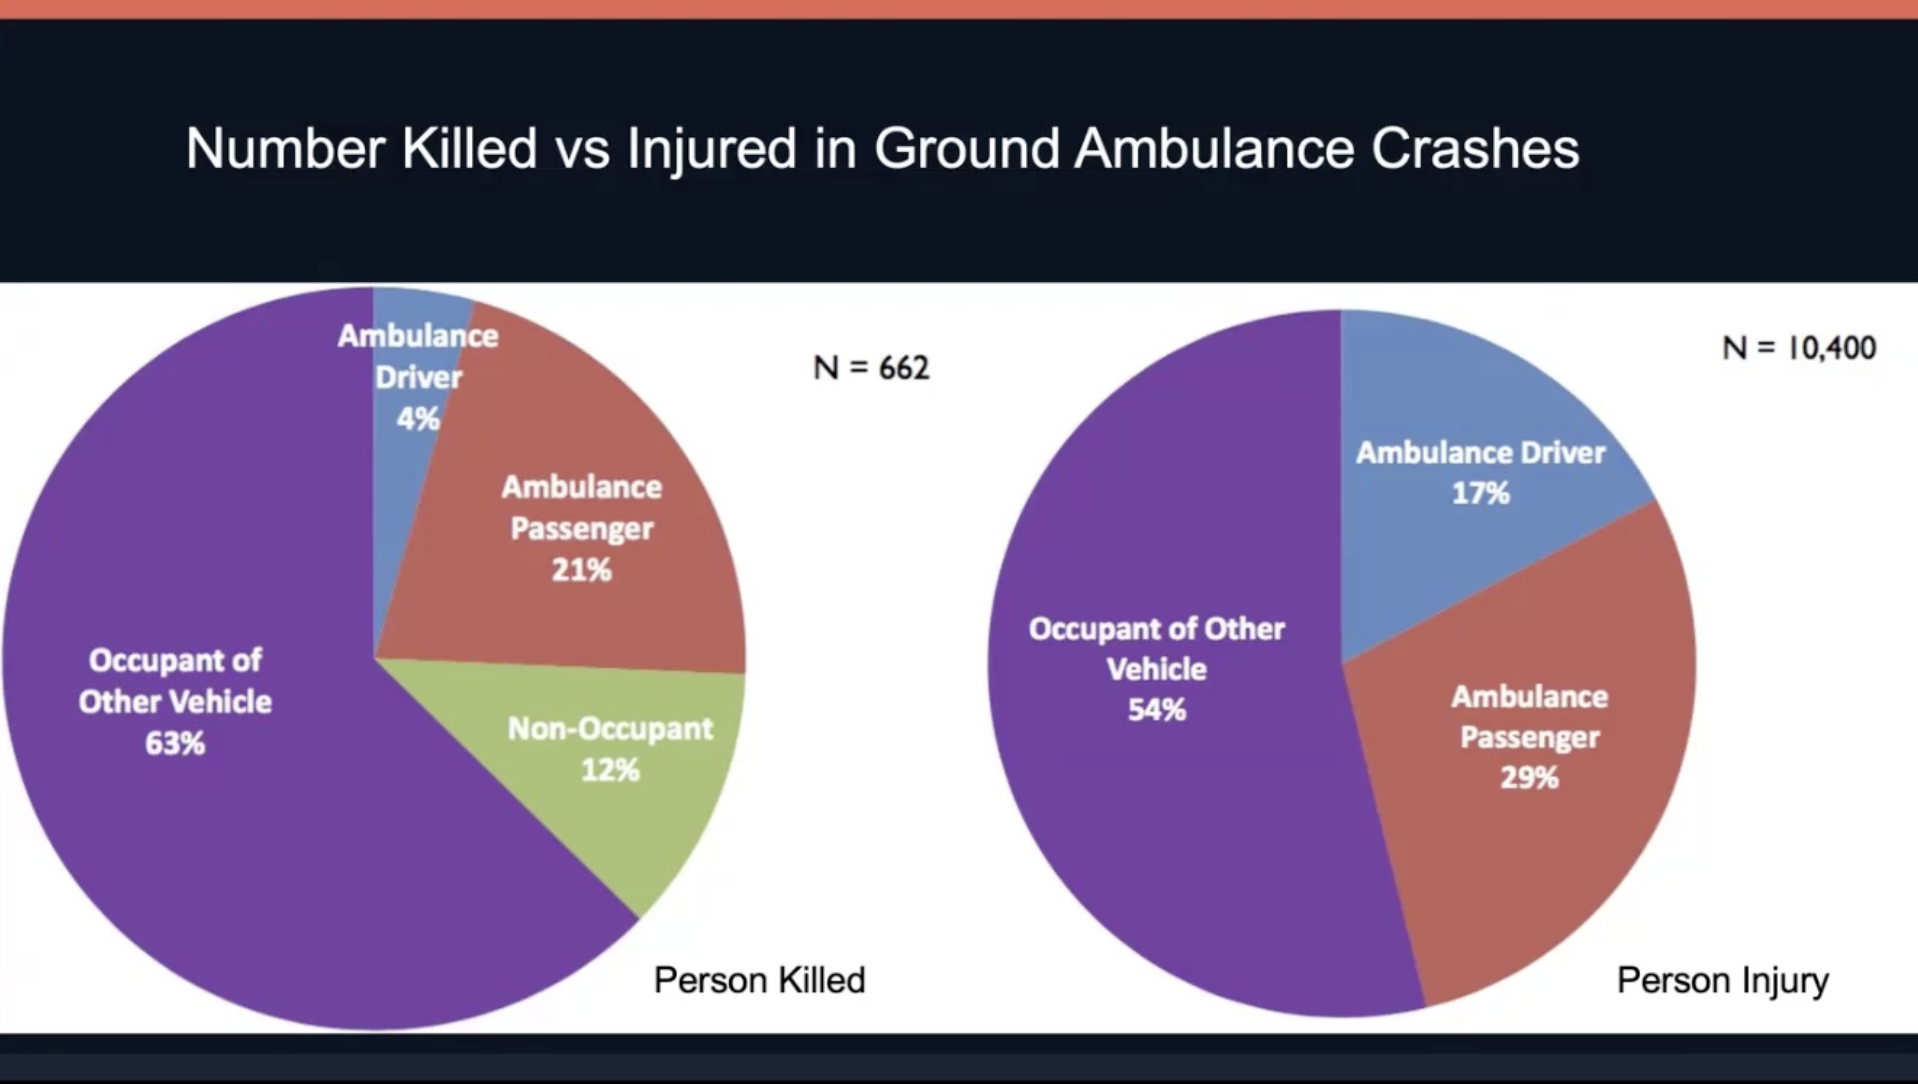 Number Killed vs Injured in Ground Ambulance Crashes
Ambulance
Driver
4%
Ambulance
Passenger
21%
Non-Occupant
12%
Occupant of
Other Vehicle
63%
N = 662
Person Killed
Ambulance Driver
17%
Ambulance
Passenger
29%
Occupant of Other
Vehicle
54%
N = 10,400
Person Injury